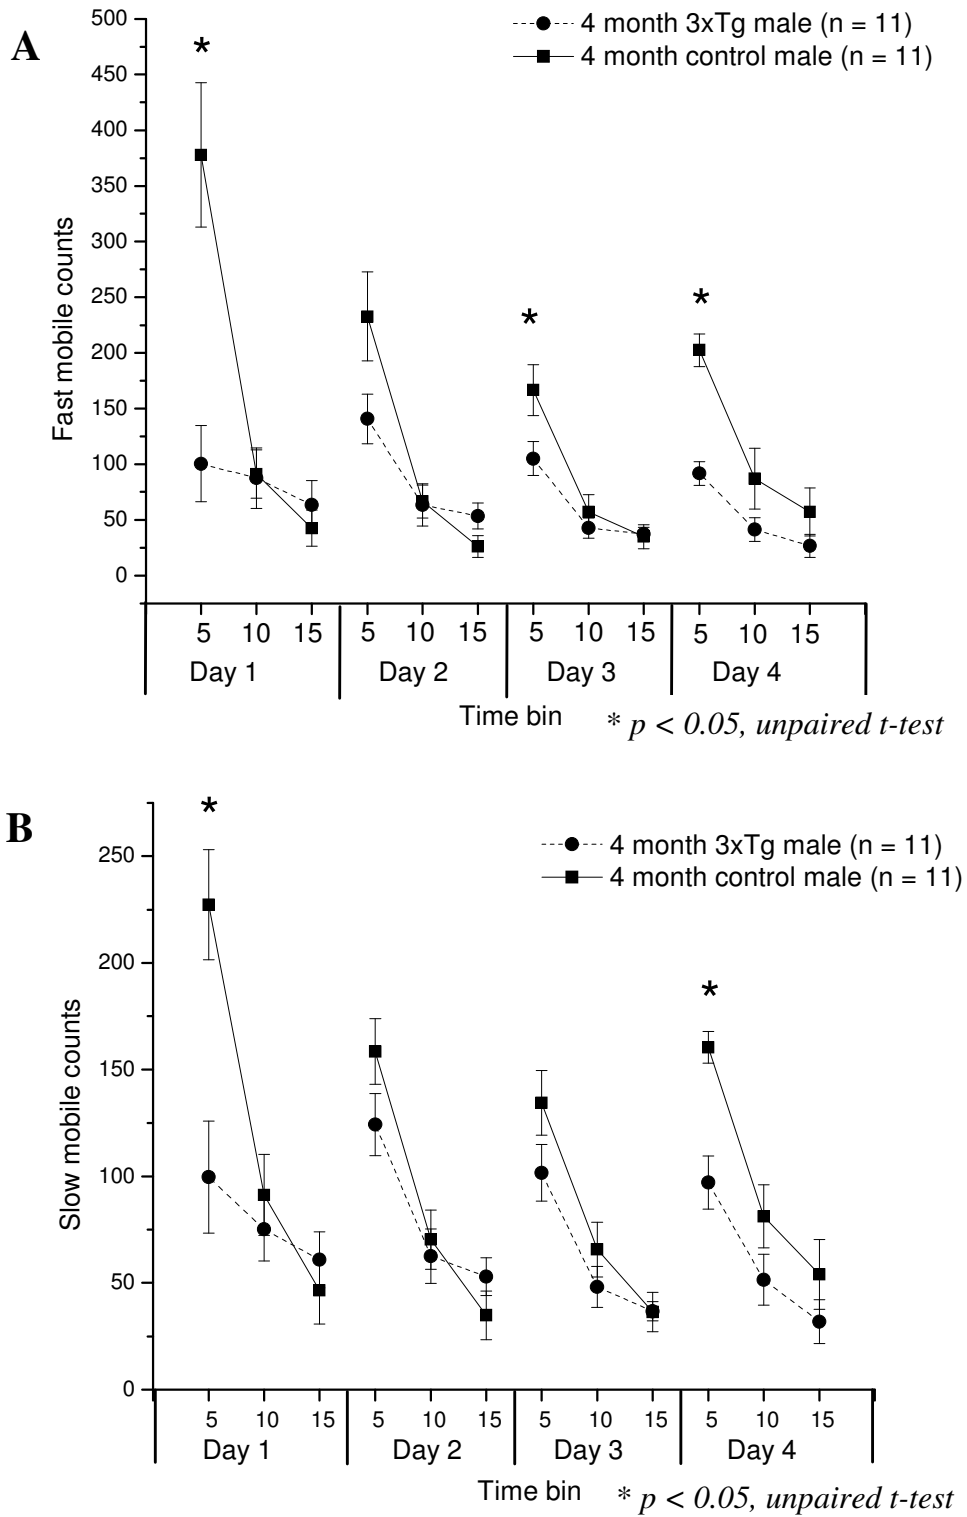 A
4 month 3xTg male (n = 11)
4 month control male (n = 11)
*
*
*
Fast mobile counts
500
450
400
350
300
250
200
150
100
50
0
5 10 15 5 10 15 5 10 15 5 10 15
Day 1 Day 2 Day 3 Day 4
Time bin
* p < 0.05, unpaired t-test
B
4 month 3xTg male (n = 11)
4 month control male (n = 11)
*
*
Slow mobile counts
250
200
150
100
50
0
5 10 15 5 10 15 5 10 15 5 10 15
Day 1 Day 2 Day 3 Day 4
Time bin
* p < 0.05, unpaired t-test